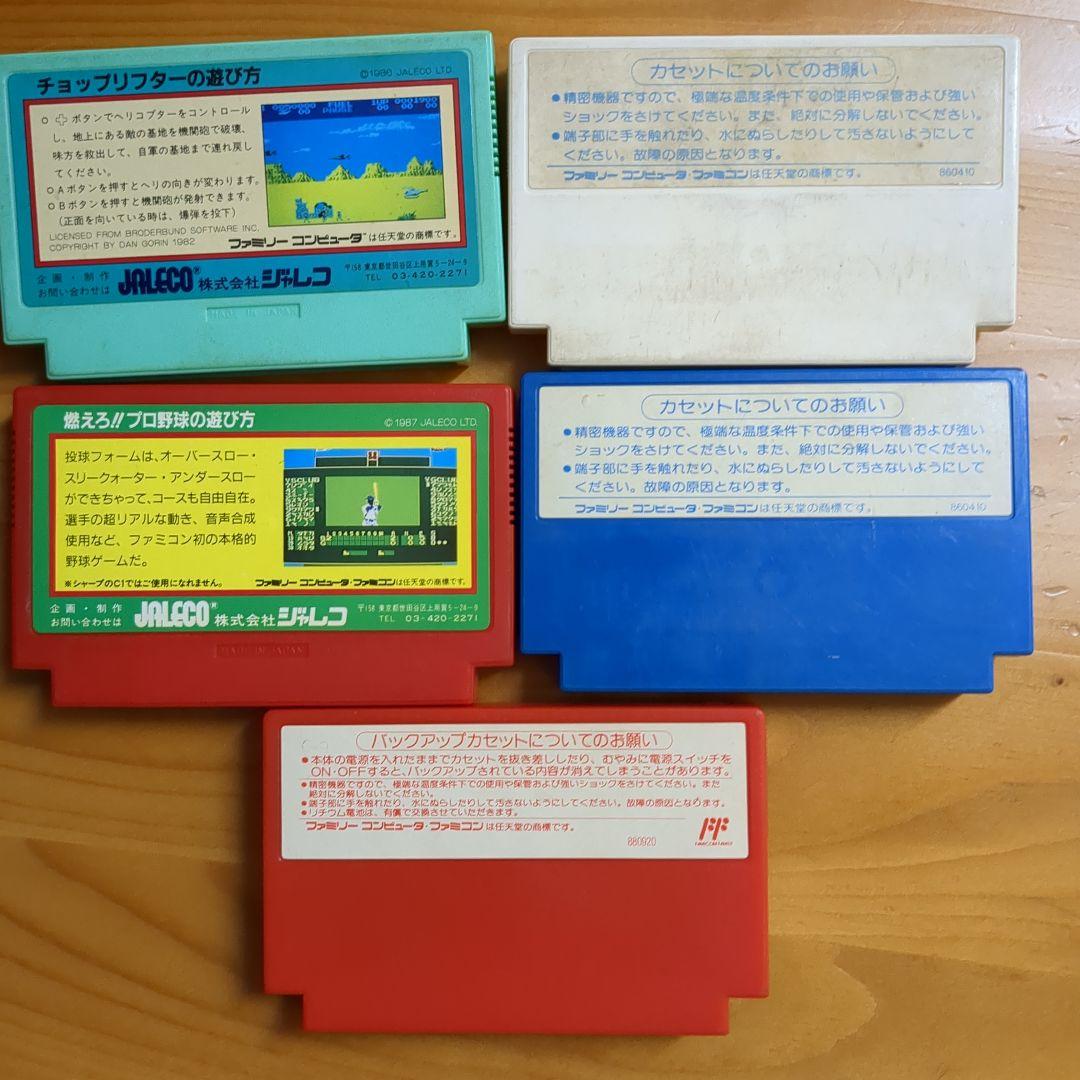 チョップリフターの遊び方
©1986 JALECO LTD.
○ ✚ ボタンでヘリコプターをコントロール
し、地上にある敵の基地を機関砲で破壊、
味方を救出して、自軍の基地まで連れ戻し
てください。
○Aボタンを押すとヘリの向きが変わります。
○Bボタンを押すと機関砲が発射できます。
(正面を向いている時は、爆弾を投下)
LICENSED FROM BRODERBUND SOFTWARE INC.
COPYRIGHT BY DAN GORIN 1982
ファミリー コンピュータ™は任天堂の商標です。
企画・制作
お問い合わせは
JALECO® 株式会社ジャレコ
〒158 東京都世田谷区上用賀5-24-9
TEL 03-420-2271
MADE IN JAPAN
カセットについてのお願い
●精密機器ですので、極端な温度条件下での使用や保管および強い
ショックをさけてください。また、絶対に分解しないでください。
●端子部に手を触れたり、水にぬらしたりして汚さないようにして
ください。故障の原因となります。
ファミリー コンピュータ・ファミコンは任天堂の商標です。
860410
燃えろ!!プロ野球の遊び方
©1987 JALECO LTD.
投球フォームは、オーバースロー・
スリークォーター・アンダースロー
ができちゃって、コースも自由自在。
選手の超リアルな動き、音声合成
使用など、ファミコン初の本格的
野球ゲームだ。
※シャープのC1ではご使用になれません。
ファミリー コンピュータ・ファミコンは任天堂の商標です。
企画・制作
お問い合わせは
JALECO® 株式会社ジャレコ
〒158 東京都世田谷区上用賀5-24-9
TEL 03-420-2271
MADE IN JAPAN
カセットについてのお願い
●精密機器ですので、極端な温度条件下での使用や保管および強い
ショックをさけてください。また、絶対に分解しないでください。
●端子部に手を触れたり、水にぬらしたりして汚さないようにして
ください。故障の原因となります。
ファミリー コンピュータ・ファミコンは任天堂の商標です。
860410
バックアップカセットについてのお願い
●本体の電源を入れたままでカセットを抜き差ししたり、むやみに電源スイッチを
ON・OFFすると、バックアップされている内容が消えてしまうことがあります。
●精密機器ですので、極端な温度条件下での使用や保管および強いショックをさけてください。また
絶対に分解しないでください。
●端子部に手を触れたり、水にぬらしたりして汚さないようにしてください。故障の原因となります。
●リチウム電池は、有償で交換させていただきます。
ファミリー コンピュータ・ファミコンは任天堂の商標です。
880920